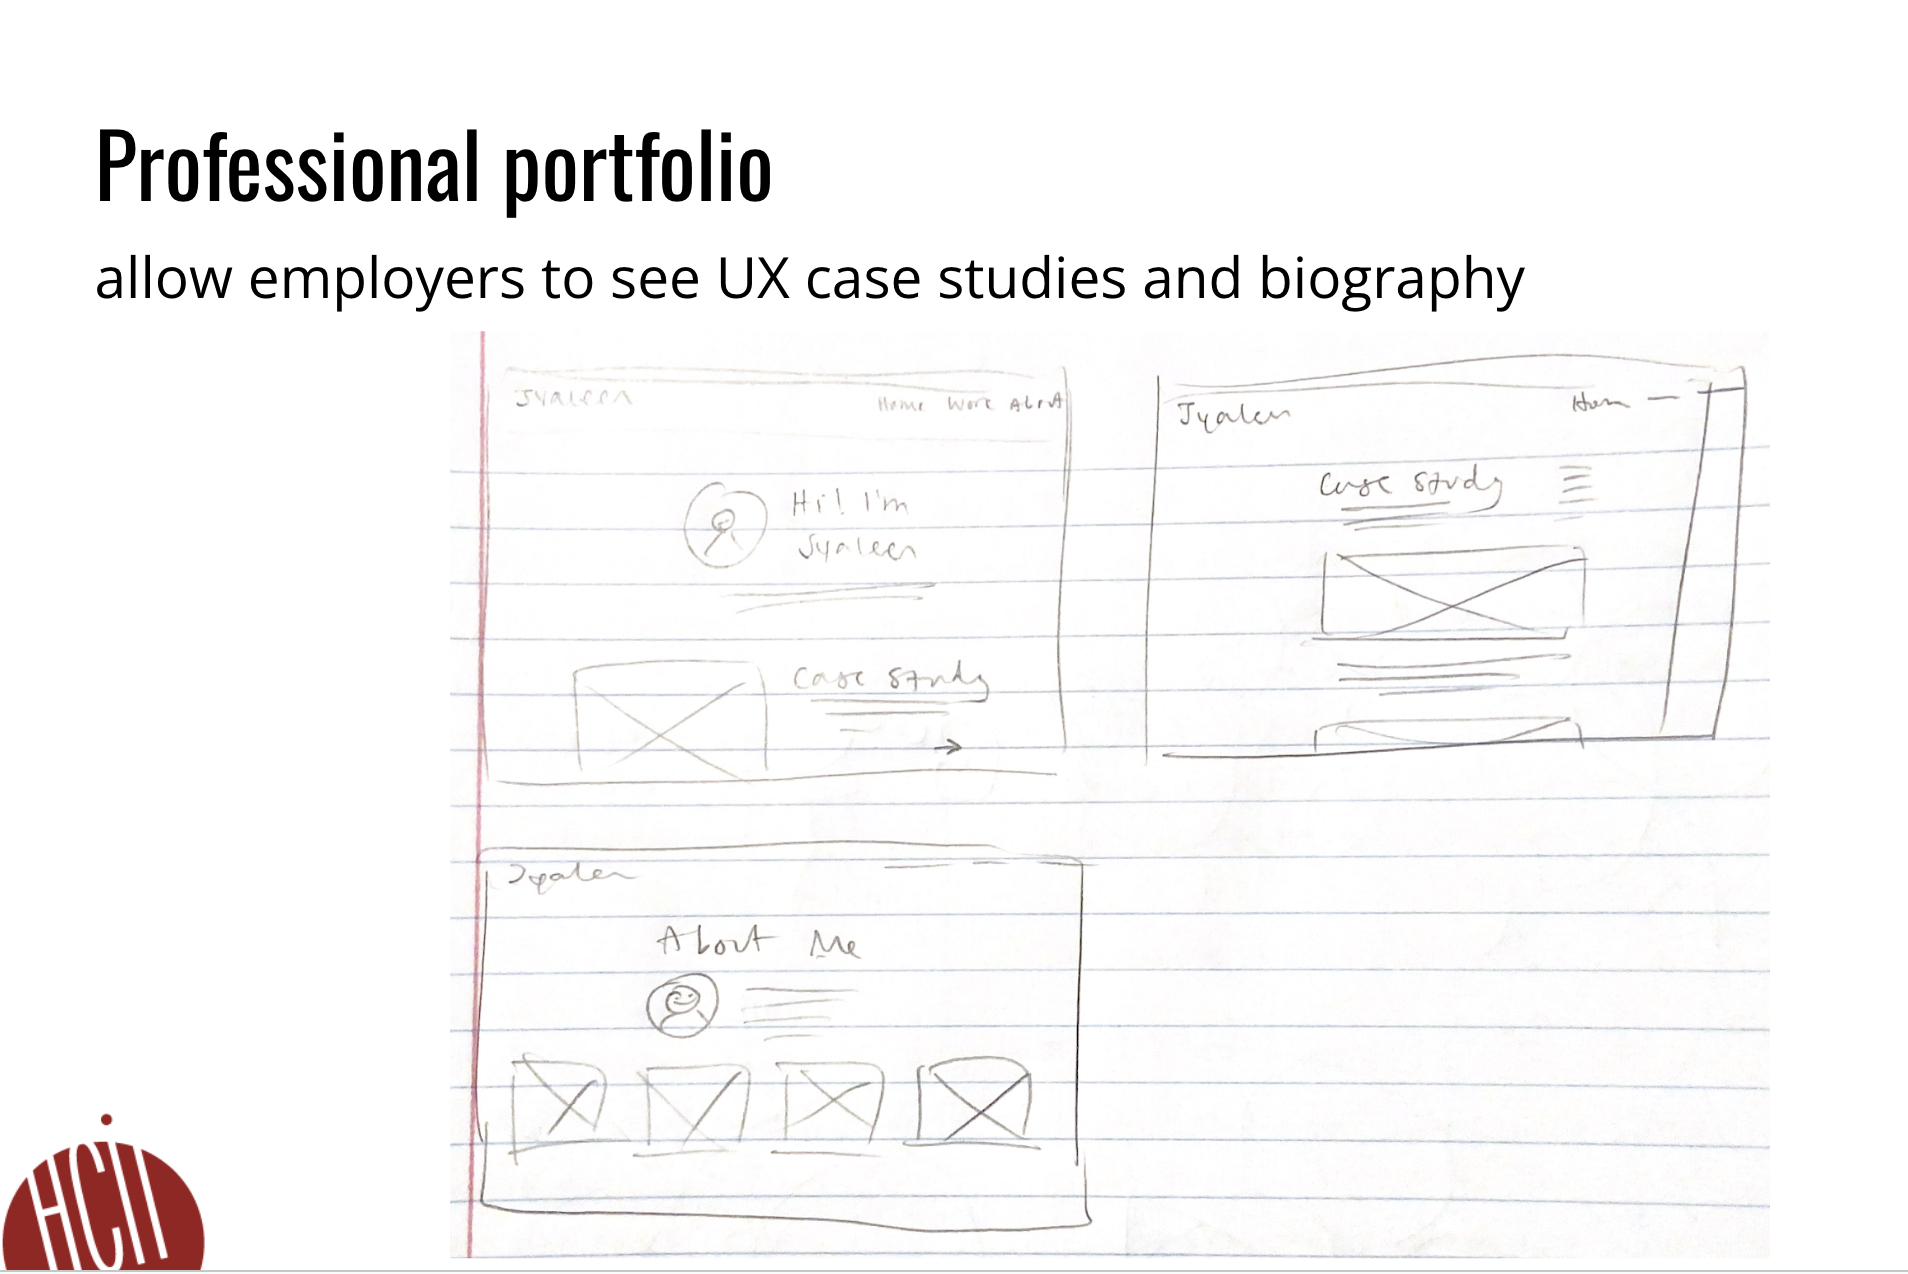 Professional portfolio
allow employers to see UX case studies and biography
Jyaleen
Home Work About
Hi! I'm
Jyaleen
Case Study
Jyalen
Hom
Case Study
Jyalen
About Me
HCII